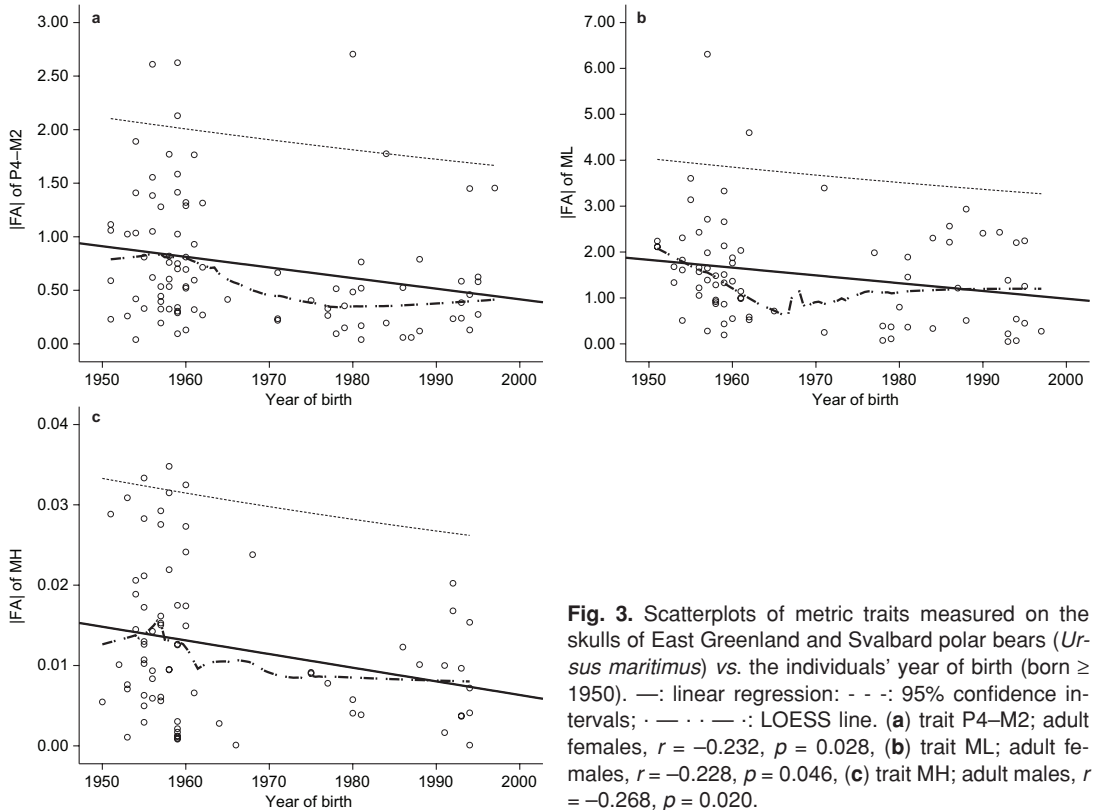 a
3.00
2.50
2.00
1.50
1.00
0.50
0.00
|FA| of P4–M2
1950 1960 1970 1980 1990 2000
Year of birth
b
7.00
6.00
5.00
4.00
3.00
2.00
1.00
0.00
|FA| of ML
1950 1960 1970 1980 1990 2000
Year of birth
c
0.04
0.03
0.02
0.01
0.00
|FA| of MH
1950 1960 1970 1980 1990 2000
Year of birth
Fig. 3. Scatterplots of metric traits measured on the
skulls of East Greenland and Svalbard polar bears (Ur-
sus maritimus) vs. the individuals’ year of birth (born ≥
1950). —: linear regression: - - -: 95% confidence in-
tervals; · — · · — ·: LOESS line. (a) trait P4–M2; adult
females, r = –0.232, p = 0.028, (b) trait ML; adult fe-
males, r = –0.228, p = 0.046, (c) trait MH; adult males, r
= –0.268, p = 0.020.